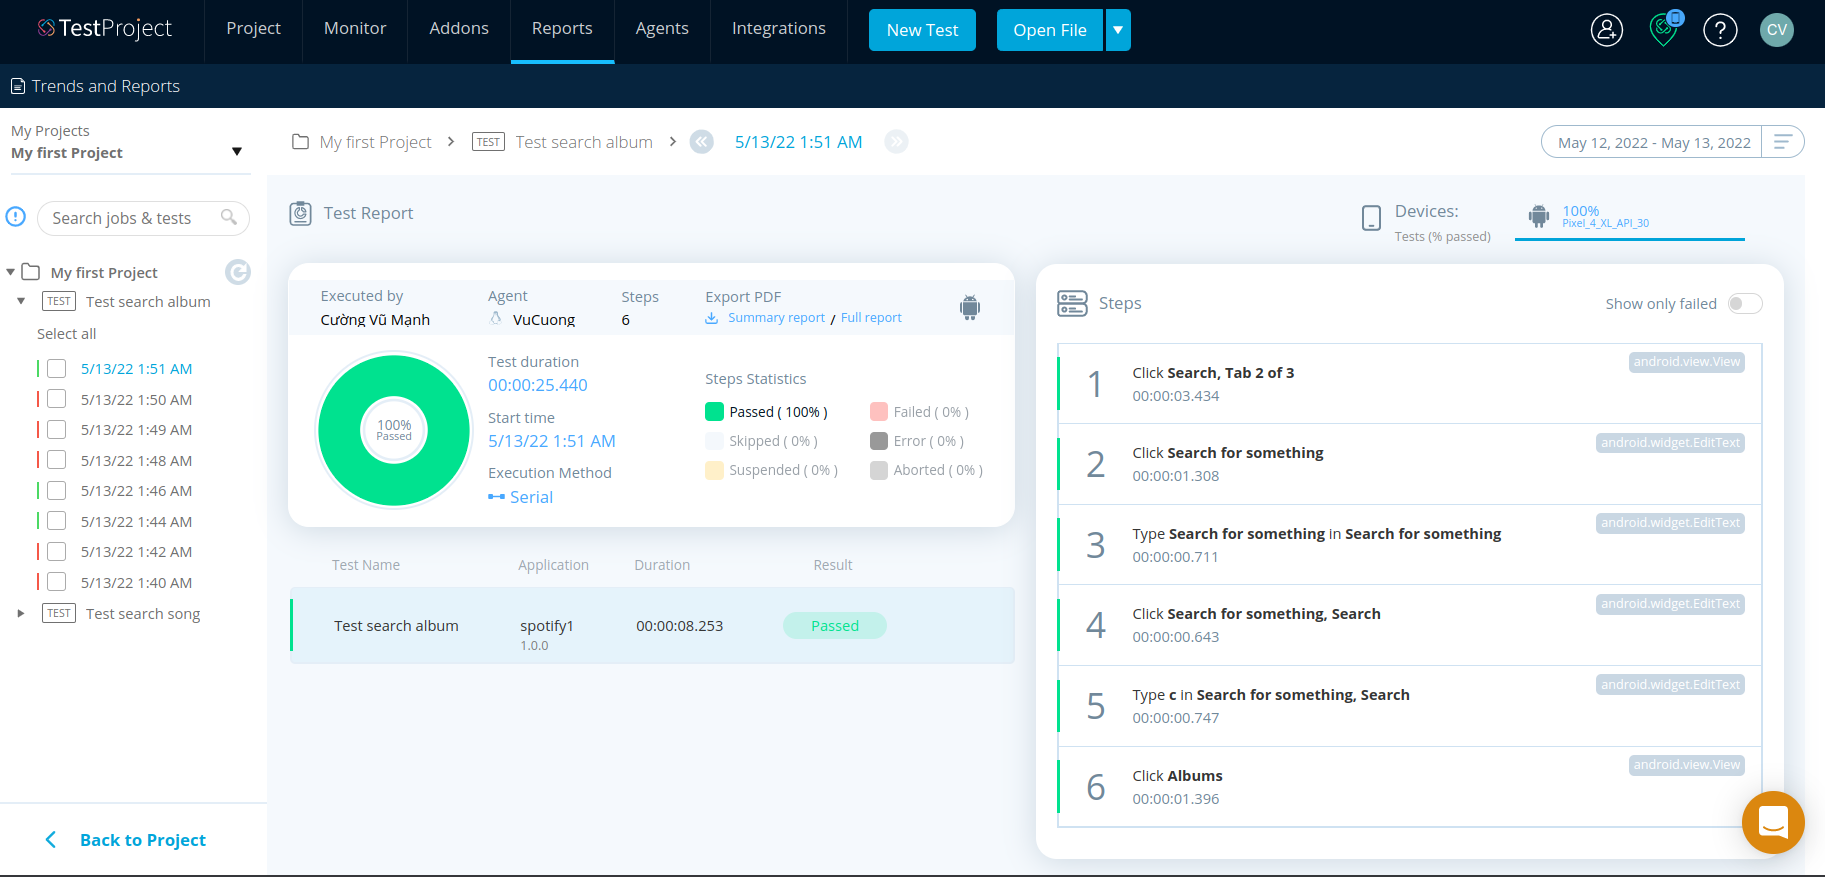 TestProject
Project
Monitor
Addons
Reports
Agents
Integrations
New Test
Open File
CV
Trends and Reports
My Projects
My first Project
Search jobs & tests
My first Project
TEST Test search album
Select all
5/13/22 1:51 AM
5/13/22 1:50 AM
5/13/22 1:49 AM
5/13/22 1:48 AM
5/13/22 1:46 AM
5/13/22 1:44 AM
5/13/22 1:42 AM
5/13/22 1:40 AM
TEST Test search song
Back to Project
My first Project > TEST Test search album > 5/13/22 1:51 AM
May 12, 2022 - May 13, 2022
Test Report
Devices:
Tests (% passed)
100%
Pixel_4_XL_API_30
Executed by
Cường Vũ Mạnh
Agent
VuCuong
Steps
6
Export PDF
Summary report / Full report
100%
Passed
Test duration
00:00:25.440
Start time
5/13/22 1:51 AM
Execution Method
Serial
Steps Statistics
Passed ( 100% )
Failed ( 0% )
Skipped ( 0% )
Error ( 0% )
Suspended ( 0% )
Aborted ( 0% )
Test Name Application Duration Result
Test search album spotify1 00:00:08.253 Passed
1.0.0
Steps
Show only failed
1
Click Search, Tab 2 of 3
00:00:03.434
android.view.View
2
Click Search for something
00:00:01.308
android.widget.EditText
3
Type Search for something in Search for something
00:00:00.711
android.widget.EditText
4
Click Search for something, Search
00:00:00.643
android.widget.EditText
5
Type c in Search for something, Search
00:00:00.747
android.widget.EditText
6
Click Albums
00:00:01.396
android.view.View